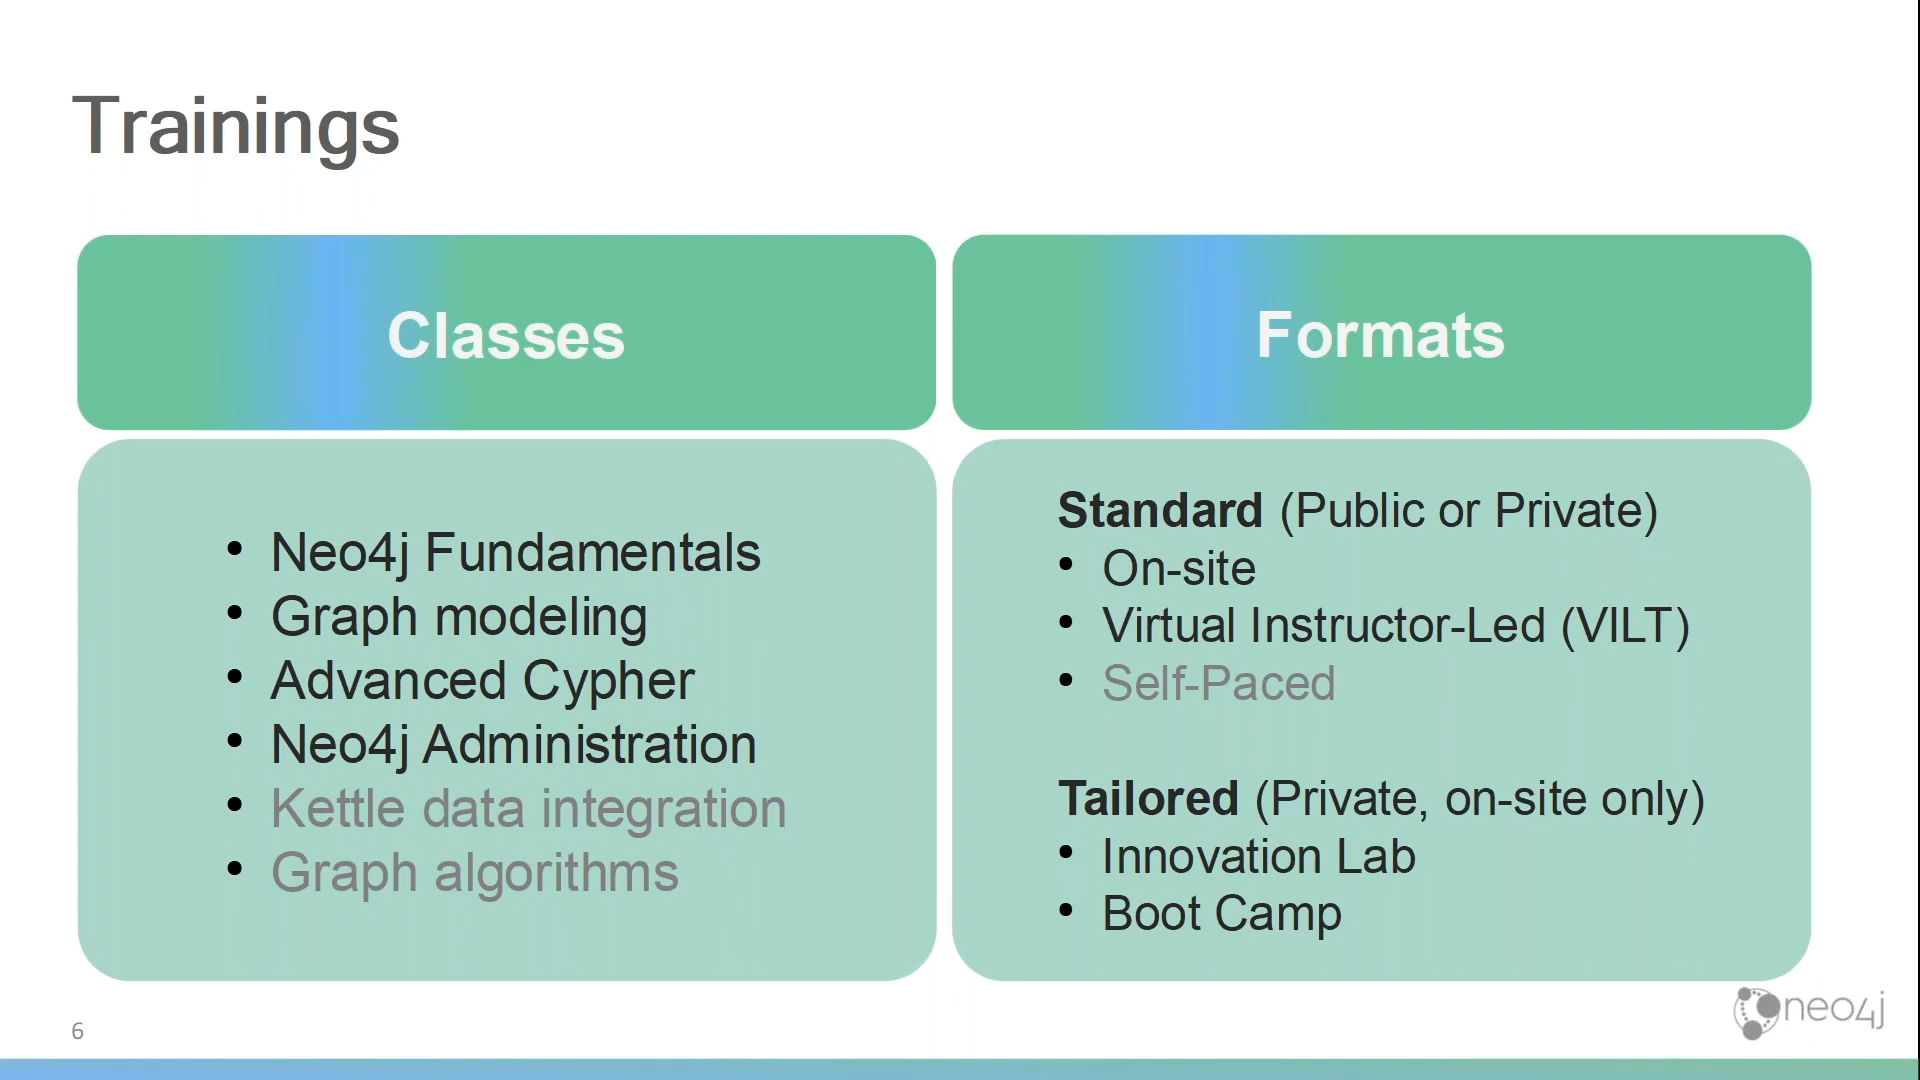 Trainings
Classes
• Neo4j Fundamentals
• Graph modeling
• Advanced Cypher
• Neo4j Administration
• Kettle data integration
• Graph algorithms
Formats
Standard (Public or Private)
• On-site
• Virtual Instructor-Led (VILT)
• Self-Paced
Tailored (Private, on-site only)
• Innovation Lab
• Boot Camp
6
neo4j